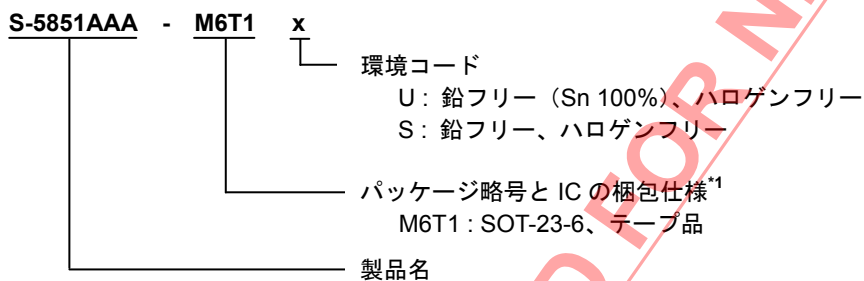 S-5851AAA - M6T1 x
環境コード
U : 鉛フリー（Sn 100%）、ハロゲンフリー
S : 鉛フリー、ハロゲンフリー
パッケージ略号と IC の梱包仕様*1
M6T1 : SOT-23-6、テープ品
製品名
D FOR N